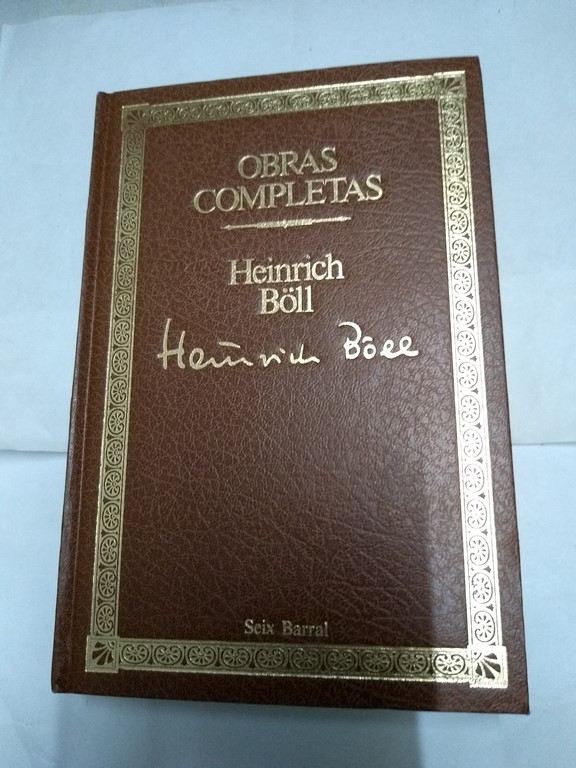 OBRAS
COMPLETAS
Heinrich
Böll
Heinrich Böll
Seix Barral